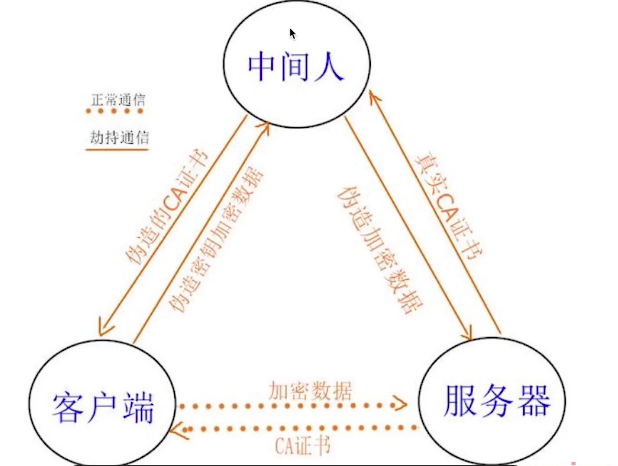 中间人
正常通信
劫持通信
伪造的CA证书
伪造密钥加密数据
伪造加密数据
真实CA证书
客户端
加密数据
服务器
CA证书